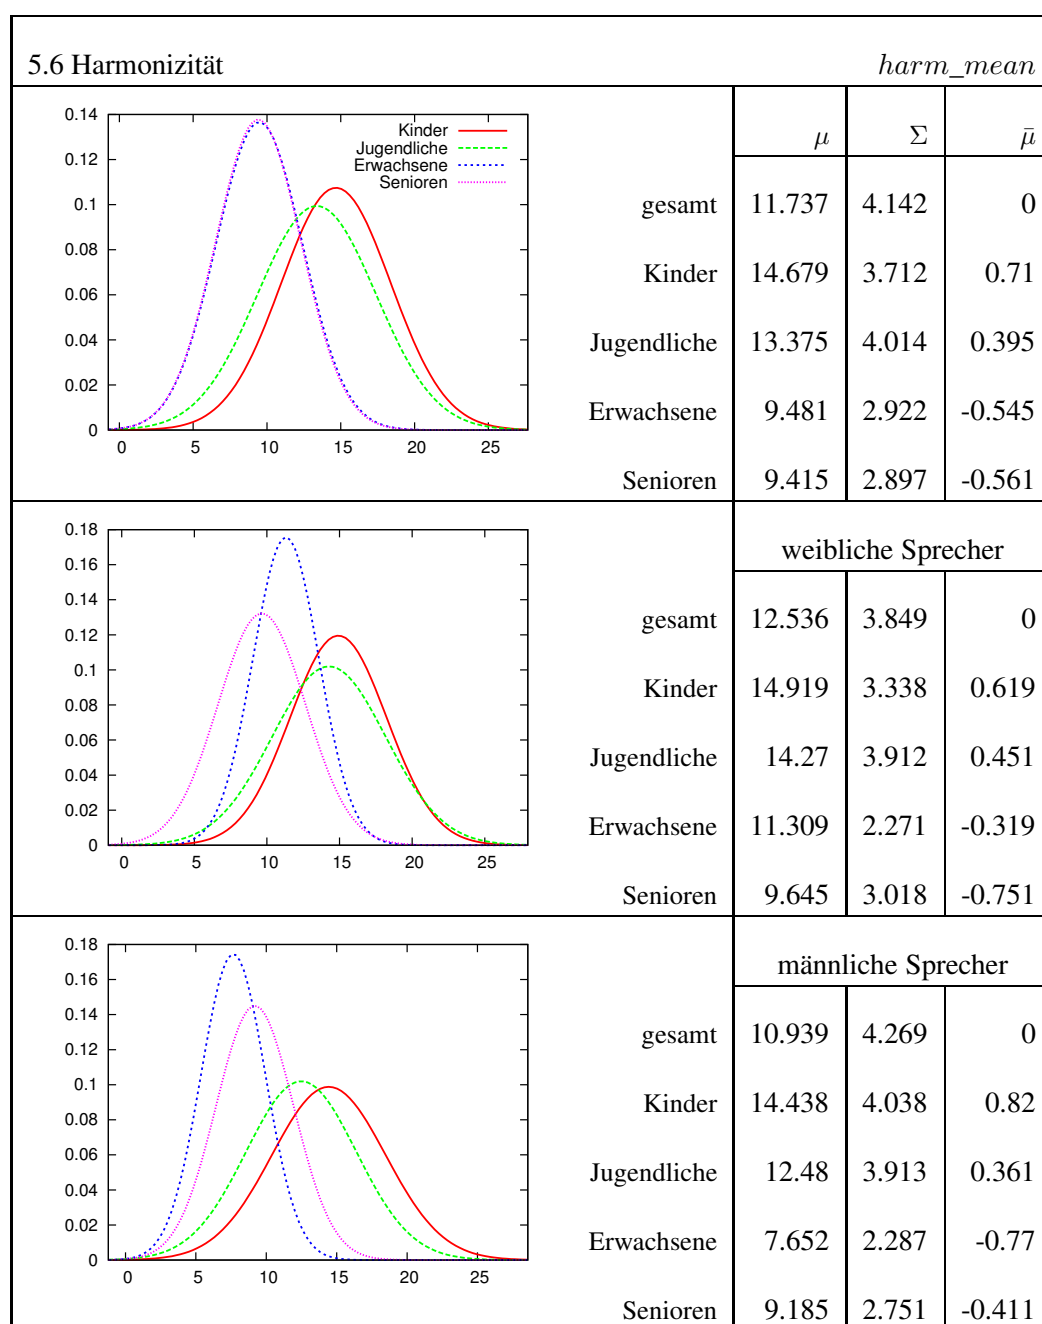 5.6 Harmonizität harm_mean
0.14
0.12
0.1
0.08
0.06
0.04
0.02
0
0 5 10 15 20 25
Kinder
Jugendliche
Erwachsene
Senioren
μ Σ μ̄
gesamt 11.737 4.142 0
Kinder 14.679 3.712 0.71
Jugendliche 13.375 4.014 0.395
Erwachsene 9.481 2.922 -0.545
Senioren 9.415 2.897 -0.561
0.18
0.16
0.14
0.12
0.1
0.08
0.06
0.04
0.02
0
0 5 10 15 20 25
weibliche Sprecher
gesamt 12.536 3.849 0
Kinder 14.919 3.338 0.619
Jugendliche 14.27 3.912 0.451
Erwachsene 11.309 2.271 -0.319
Senioren 9.645 3.018 -0.751
0.18
0.16
0.14
0.12
0.1
0.08
0.06
0.04
0.02
0
0 5 10 15 20 25
männliche Sprecher
gesamt 10.939 4.269 0
Kinder 14.438 4.038 0.82
Jugendliche 12.48 3.913 0.361
Erwachsene 7.652 2.287 -0.77
Senioren 9.185 2.751 -0.411